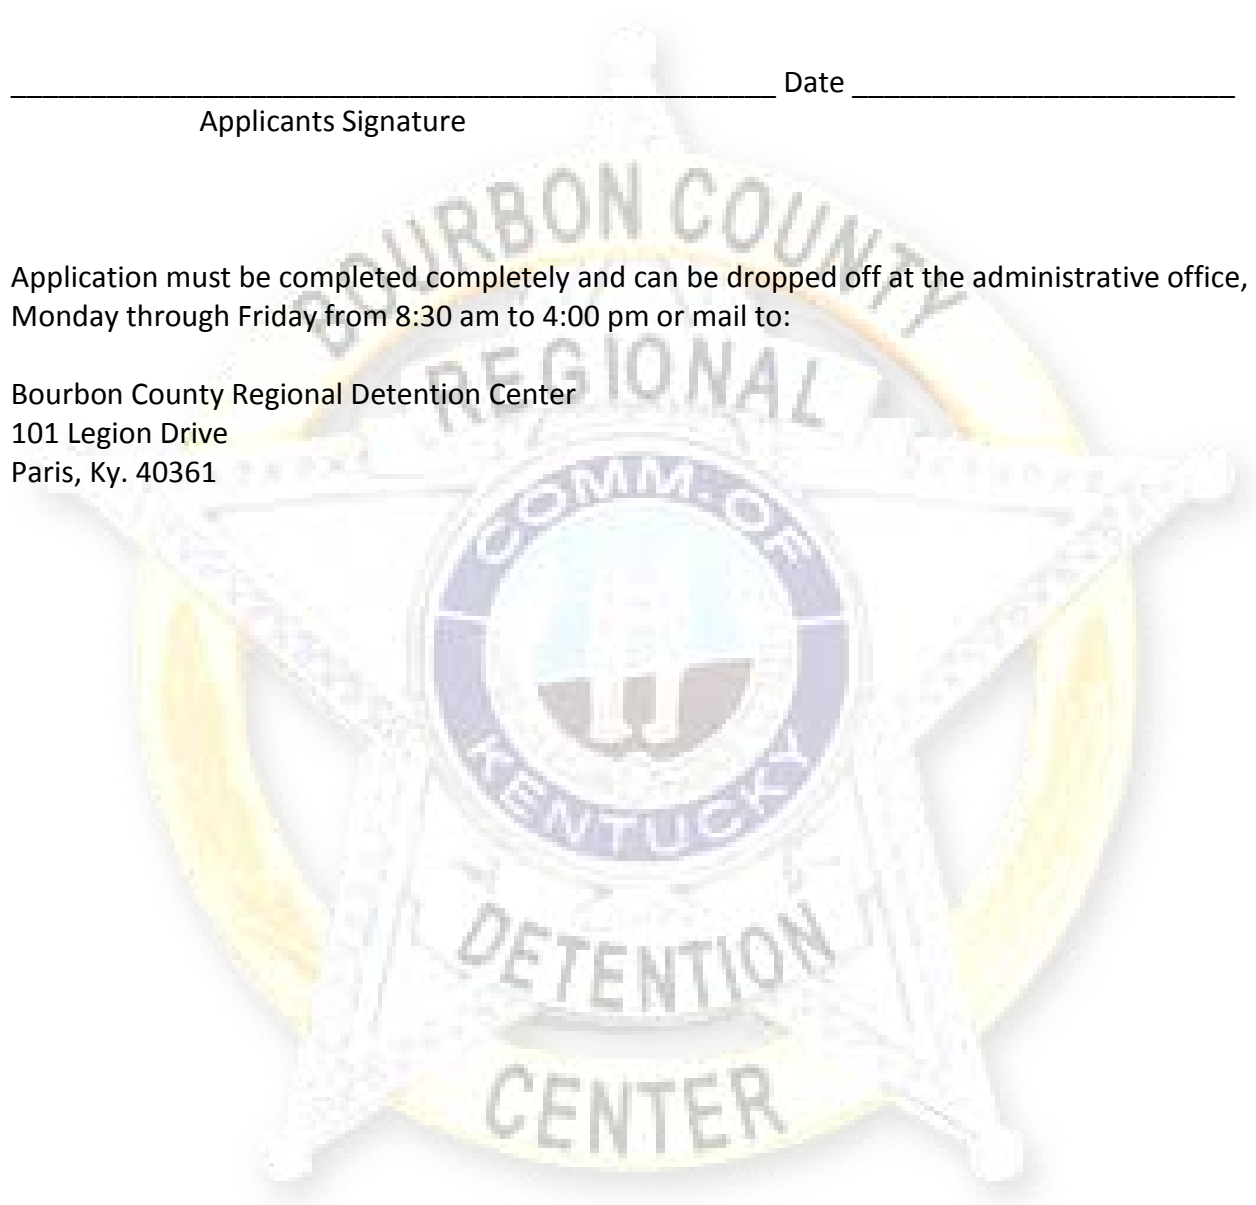 ________________________________________________ Date ________________________
Applicants Signature
Application must be completed completely and can be dropped off at the administrative office,
Monday through Friday from 8:30 am to 4:00 pm or mail to:
Bourbon County Regional Detention Center
101 Legion Drive
Paris, Ky. 40361
BOURBON COUNTY
REGIONAL
COMM. OF
KENTUCKY
DETENTION
CENTER